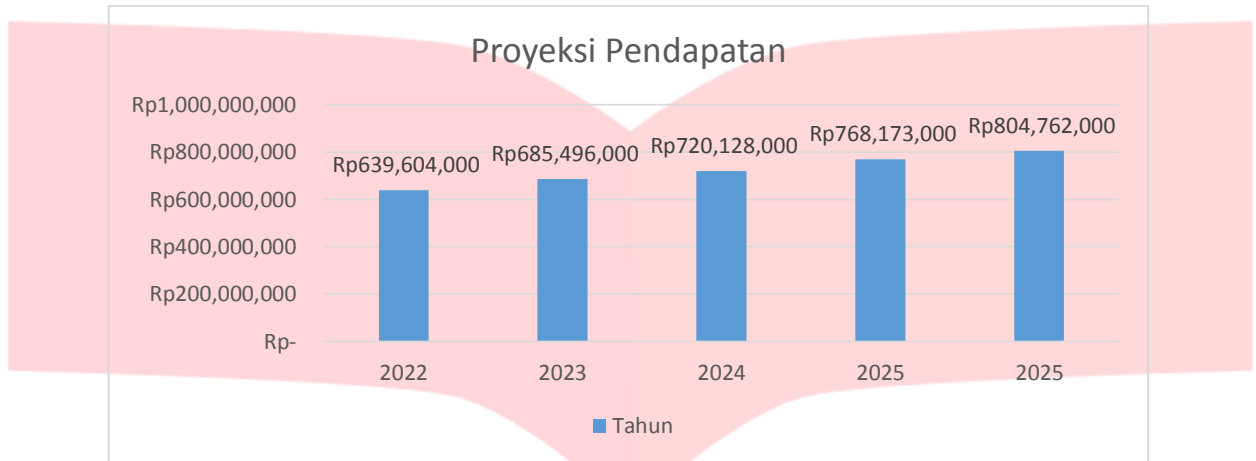 Proyeksi Pendapatan
Rp1,000,000,000
Rp800,000,000
Rp600,000,000
Rp400,000,000
Rp200,000,000
Rp-
Rp639,604,000
Rp685,496,000
Rp720,128,000
Rp768,173,000
Rp804,762,000
2022 2023 2024 2025 2025
Tahun